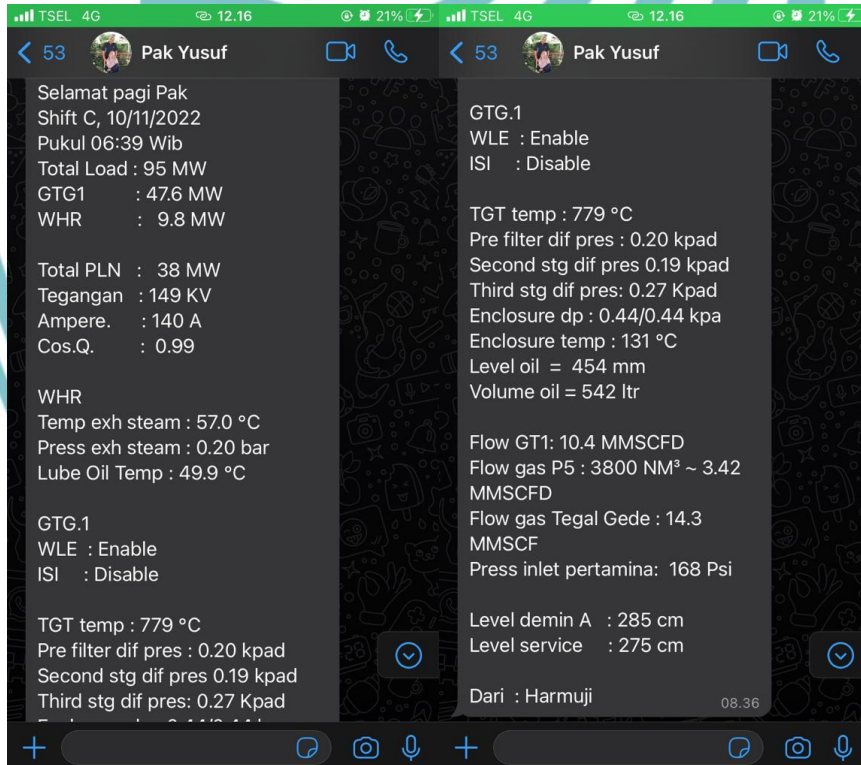 TSEL 4G 12.16 21%
53 Pak Yusuf
Selamat pagi Pak
Shift C, 10/11/2022
Pukul 06:39 Wib
Total Load : 95 MW
GTG1 : 47.6 MW
WHR : 9.8 MW
Total PLN : 38 MW
Tegangan : 149 KV
Ampere. : 140 A
Cos.Q. : 0.99
WHR
Temp exh steam : 57.0 °C
Press exh steam : 0.20 bar
Lube Oil Temp : 49.9 °C
GTG.1
WLE : Enable
ISI : Disable
TGT temp : 779 °C
Pre filter dif pres : 0.20 kpad
Second stg dif pres 0.19 kpad
Third stg dif pres: 0.27 Kpad
TSEL 4G 12.16 21%
53 Pak Yusuf
GTG.1
WLE : Enable
ISI : Disable
TGT temp : 779 °C
Pre filter dif pres : 0.20 kpad
Second stg dif pres 0.19 kpad
Third stg dif pres: 0.27 Kpad
Enclosure dp : 0.44/0.44 kpa
Enclosure temp : 131 °C
Level oil = 454 mm
Volume oil = 542 ltr
Flow GT1: 10.4 MMSCFD
Flow gas P5 : 3800 NM³ ~ 3.42
MMSCFD
Flow gas Tegal Gede : 14.3
MMSCF
Press inlet pertamina: 168 Psi
Level demin A : 285 cm
Level service : 275 cm
Dari : Harmuji
08.36